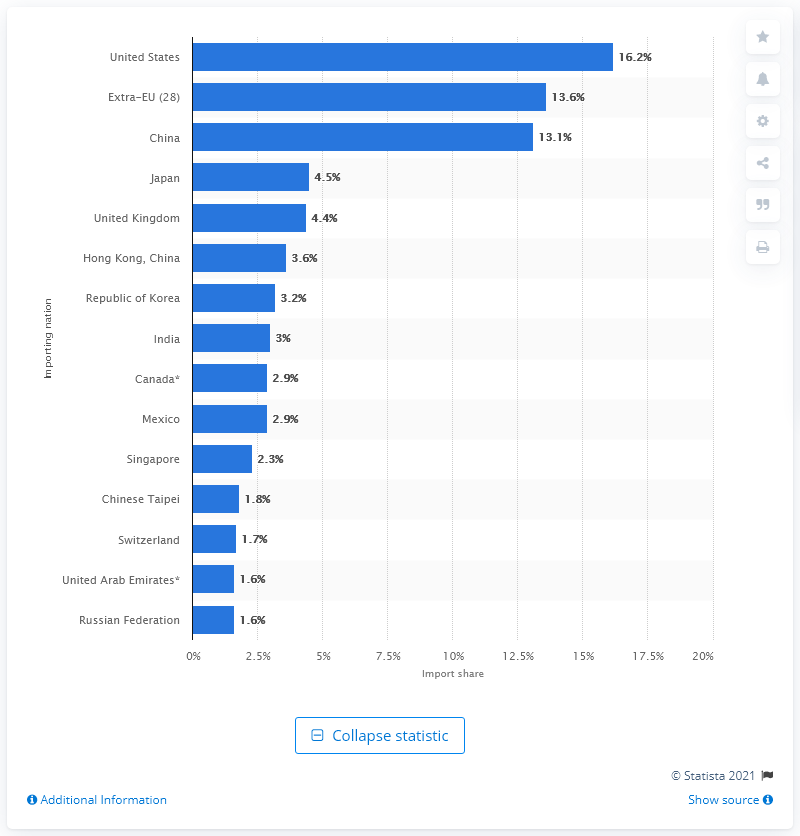 United States 16.2%
Extra-EU (28) 13.6%
China 13.1%
Japan 4.5%
United Kingdom 4.4%
Hong Kong, China 3.6%
Republic of Korea 3.2%
India 3%
Canada* 2.9%
Mexico 2.9%
Singapore 2.3%
Chinese Taipei 1.8%
Switzerland 1.7%
United Arab Emirates* 1.6%
Russian Federation 1.6%
Importing nation
0% 2.5% 5% 7.5% 10% 12.5% 15% 17.5% 20%
Import share
Collapse statistic
© Statista 2021
Additional Information Show source